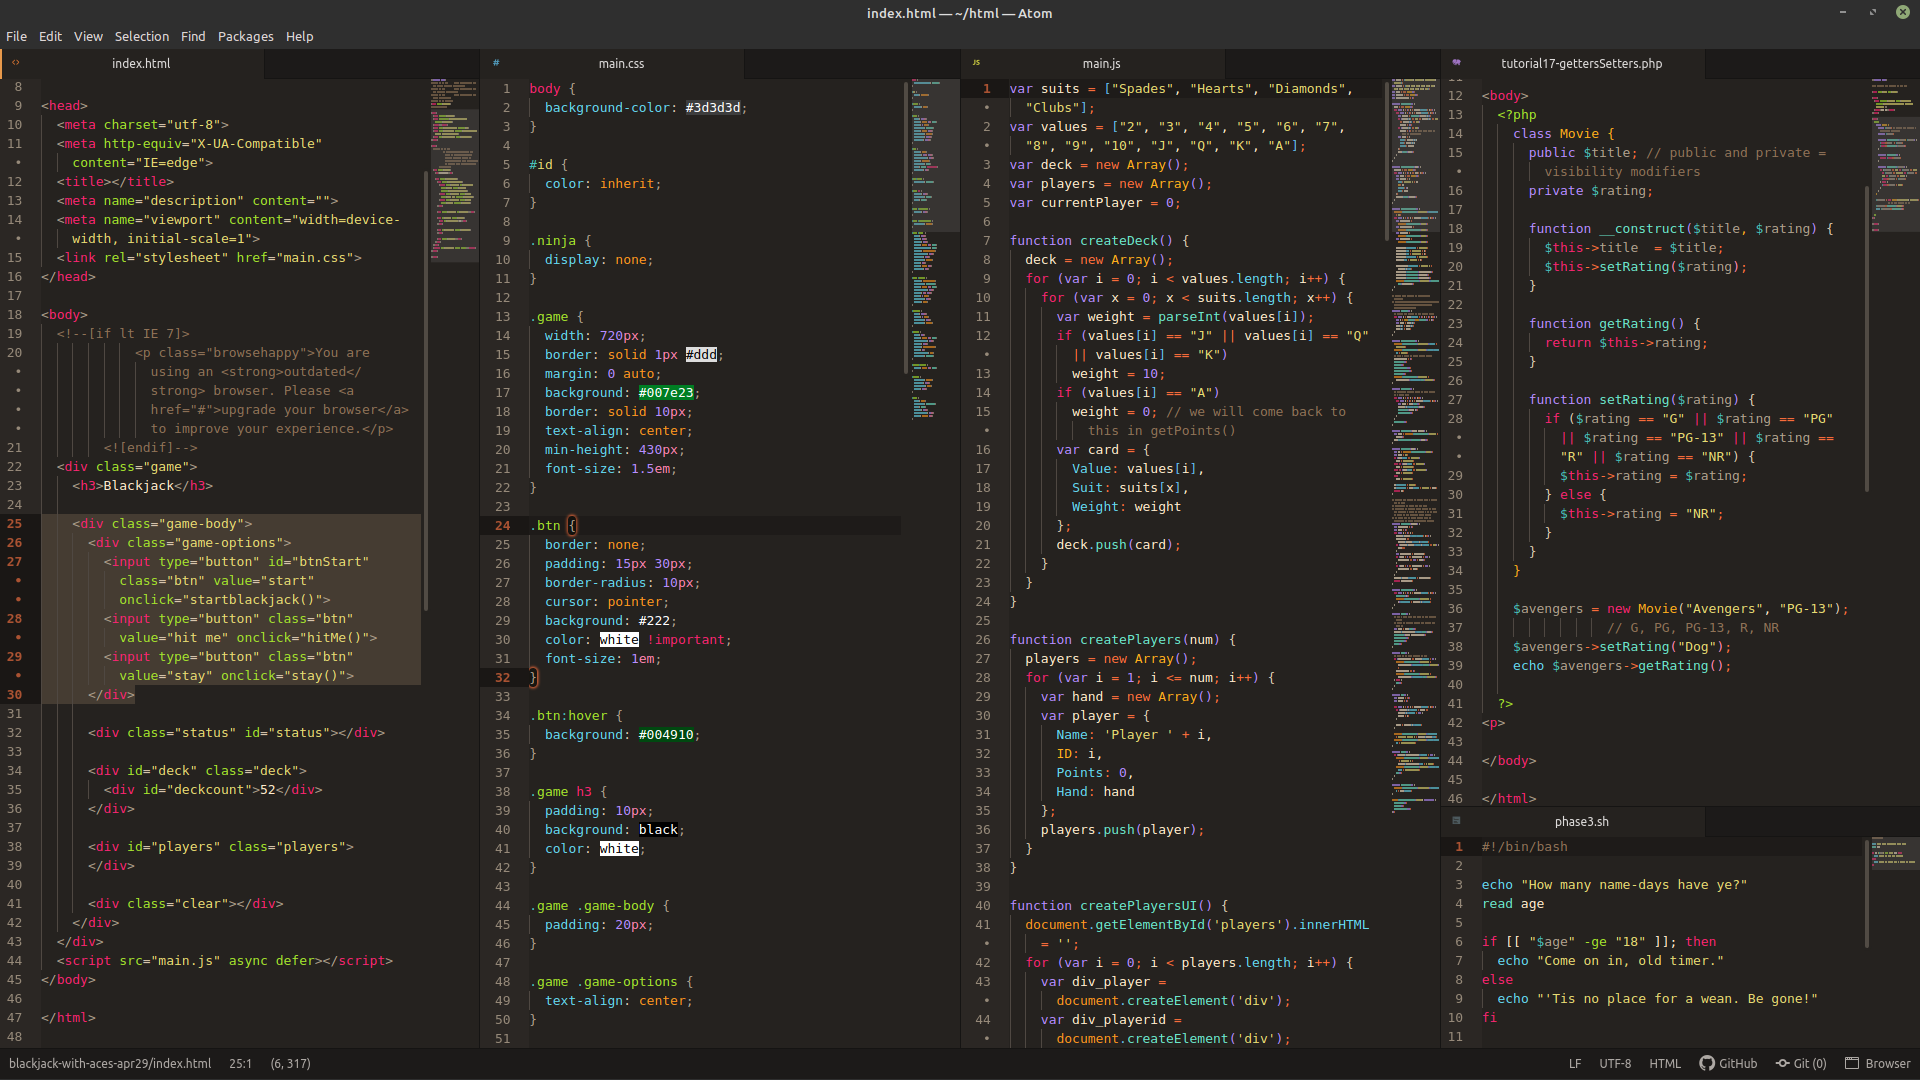 index.html — ~/html — Atom
File Edit View Selection Find Packages Help
index.html
8
9 <head>
10 <meta charset="utf-8">
11 <meta http-equiv="X-UA-Compatible"
• content="IE=edge">
12 <title></title>
13 <meta name="description" content="">
14 <meta name="viewport" content="width=device-
• width, initial-scale=1">
15 <link rel="stylesheet" href="main.css">
16 </head>
17
18 <body>
19 <!--[if lt IE 7]>
20 <p class="browsehappy">You are
• using an <strong>outdated</
• strong> browser. Please <a
• href="#">upgrade your browser</a>
• to improve your experience.</p>
21 <![endif]-->
22 <div class="game">
23 <h3>Blackjack</h3>
24
25 <div class="game-body">
26 <div class="game-options">
27 <input type="button" id="btnStart"
• class="btn" value="start"
• onclick="startblackjack()">
28 <input type="button" class="btn"
• value="hit me" onclick="hitMe()">
29 <input type="button" class="btn"
• value="stay" onclick="stay()">
30 </div>
31
32 <div class="status" id="status"></div>
33
34 <div id="deck" class="deck">
35 <div id="deckcount">52</div>
36 </div>
37
38 <div id="players" class="players">
39 </div>
40
41 <div class="clear"></div>
42 </div>
43 </div>
44 <script src="main.js" async defer></script>
45 </body>
46
47 </html>
48
# main.css
1 body {
2 background-color: #3d3d3d;
3 }
4
5 #id {
6 color: inherit;
7 }
8
9 .ninja {
10 display: none;
11 }
12
13 .game {
14 width: 720px;
15 border: solid 1px #ddd;
16 margin: 0 auto;
17 background: #007e23;
18 border: solid 10px;
19 text-align: center;
20 min-height: 430px;
21 font-size: 1.5em;
22 }
23
24 .btn {
25 border: none;
26 padding: 15px 30px;
27 border-radius: 10px;
28 cursor: pointer;
29 background: #222;
30 color: white !important;
31 font-size: 1em;
32 }
33
34 .btn:hover {
35 background: #004910;
36 }
37
38 .game h3 {
39 padding: 10px;
40 background: black;
41 color: white;
42 }
43
44 .game .game-body {
45 padding: 20px;
46 }
47
48 .game .game-options {
49 text-align: center;
50 }
51
JS main.js
1 var suits = ["Spades", "Hearts", "Diamonds",
• "Clubs"];
2 var values = ["2", "3", "4", "5", "6", "7",
• "8", "9", "10", "J", "Q", "K", "A"];
3 var deck = new Array();
4 var players = new Array();
5 var currentPlayer = 0;
6
7 function createDeck() {
8 deck = new Array();
9 for (var i = 0; i < values.length; i++) {
10 for (var x = 0; x < suits.length; x++) {
11 var weight = parseInt(values[i]);
12 if (values[i] == "J" || values[i] == "Q"
• || values[i] == "K")
13 weight = 10;
14 if (values[i] == "A")
15 weight = 0; // we will come back to
• this in getPoints()
16 var card = {
17 Value: values[i],
18 Suit: suits[x],
19 Weight: weight
20 };
21 deck.push(card);
22 }
23 }
24 }
25
26 function createPlayers(num) {
27 players = new Array();
28 for (var i = 1; i <= num; i++) {
29 var hand = new Array();
30 var player = {
31 Name: 'Player ' + i,
32 ID: i,
33 Points: 0,
34 Hand: hand
35 };
36 players.push(player);
37 }
38 }
39
40 function createPlayersUI() {
41 document.getElementById('players').innerHTML
• = '';
42 for (var i = 0; i < players.length; i++) {
43 var div_player =
• document.createElement('div');
44 var div_playerid =
• document.createElement('div');
tutorial17-gettersSetters.php
12 <body>
13 <?php
14 class Movie {
15 public $title; // public and private =
• visibility modifiers
16 private $rating;
17
18 function __construct($title, $rating) {
19 $this->title  = $title;
20 $this->setRating($rating);
21 }
22
23 function getRating() {
24 return $this->rating;
25 }
26
27 function setRating($rating) {
28 if ($rating == "G" || $rating == "PG"
• || $rating == "PG-13" || $rating ==
• "R" || $rating == "NR") {
29 $this->rating = $rating;
30 } else {
31 $this->rating = "NR";
32 }
33 }
34 }
35
36 $avengers = new Movie("Avengers", "PG-13");
37 // G, PG, PG-13, R, NR
38 $avengers->setRating("Dog");
39 echo $avengers->getRating();
40
41 ?>
42 <p>
43
44 </body>
45
46 </html>
phase3.sh
1 #!/bin/bash
2
3 echo "How many name-days have ye?"
4 read age
5
6 if [[ "$age" -ge "18" ]]; then
7 echo "Come on in, old timer."
8 else
9 echo "'Tis no place for a wean. Be gone!"
10 fi
11
blackjack-with-aces-apr29/index.html 25:1 (6, 317) LF UTF-8 HTML GitHub Git (0) Browser